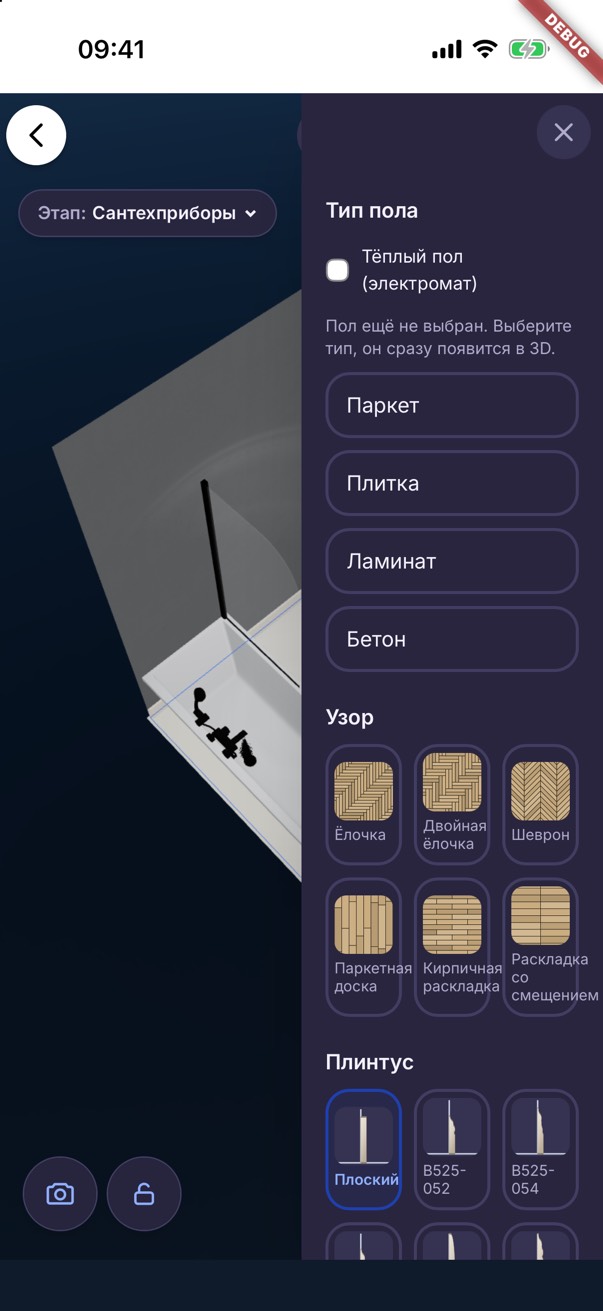 09:41
DEBUG
Этап: Сантехприборы
Тип пола
Тёплый пол
(электромат)
Пол ещё не выбран. Выберите
тип, он сразу появится в 3D.
Паркет
Плитка
Ламинат
Бетон
Узор
Ёлочка
Двойная
ёлочка
Шеврон
Паркетная
доска
Кирпичная
раскладка
Раскладка
со
смещением
Плинтус
Плоский
B525-
052
B525-
054